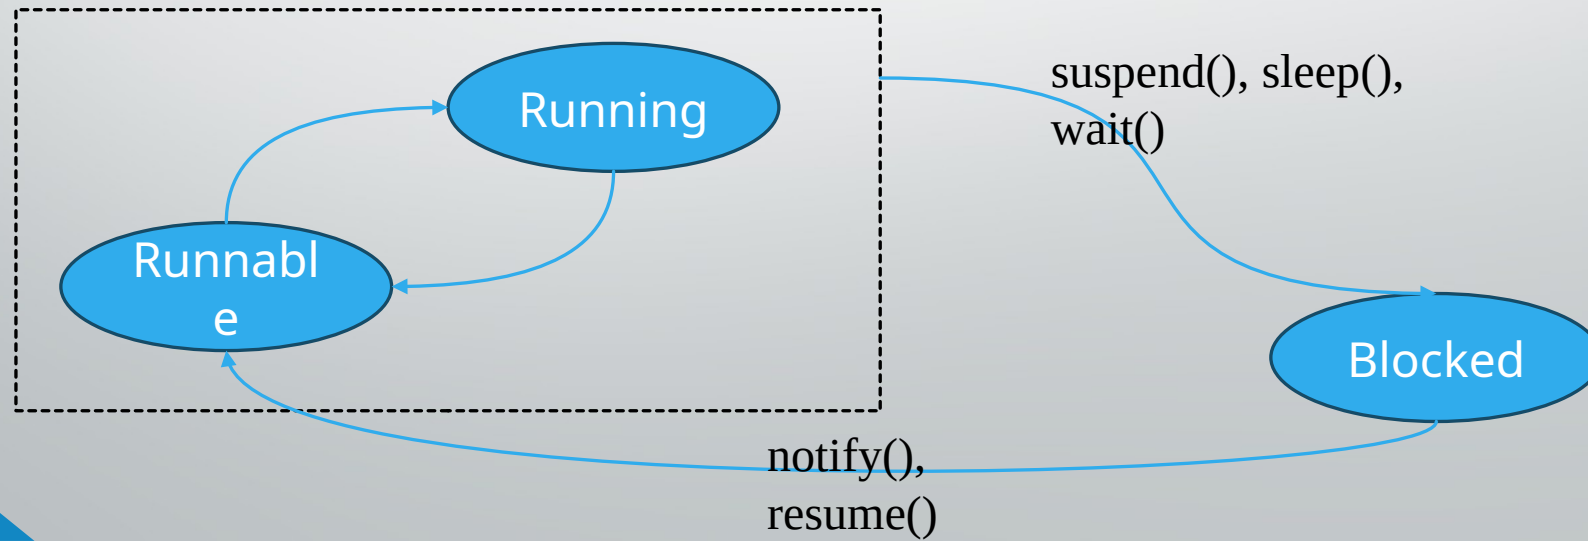 Running
suspend(), sleep(),
wait()
Runnabl
e
Blocked
notify(),
resume()